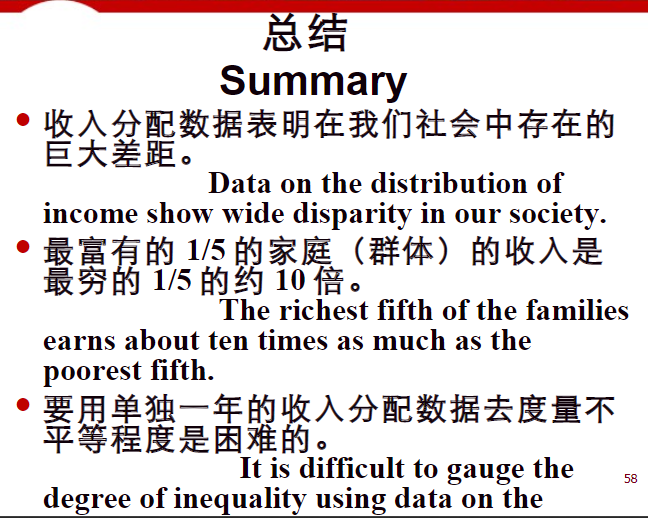 总结
Summary
收入分配数据表明在我们社会中存在的
巨大差距。
Data on the distribution of
income show wide disparity in our society.
最富有的 1/5 的家庭（群体）的收入是
最穷的 1/5 的约 10 倍。
The richest fifth of the families
earns about ten times as much as the
poorest fifth.
要用单独一年的收入分配数据去度量不
平等程度是困难的。
It is difficult to gauge the
degree of inequality using data on the
58